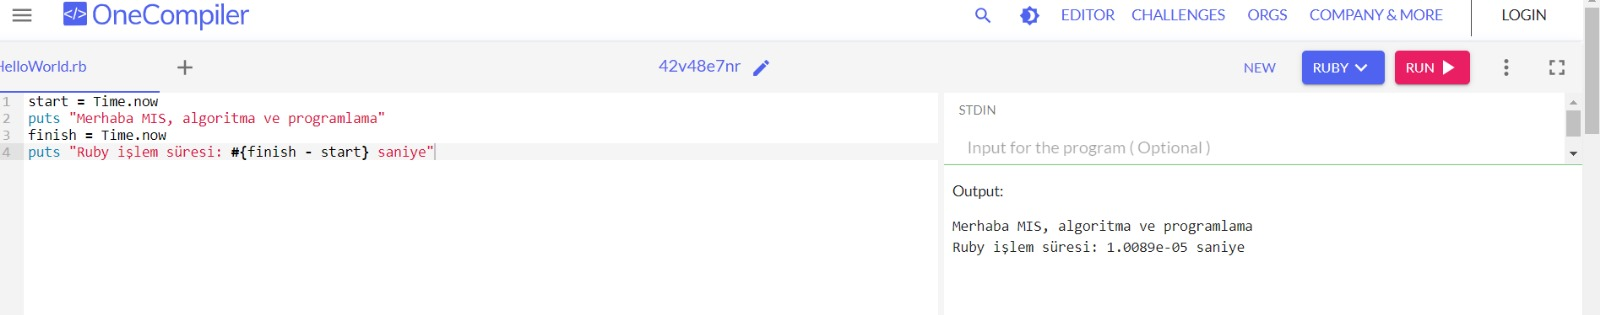 </> OneCompiler
EDITOR CHALLENGES ORGS COMPANY & MORE LOGIN
HelloWorld.rb + 42v48e7nr NEW RUBY RUN
1 start = Time.now
2 puts "Merhaba MIS, algoritma ve programlama"
3 finish = Time.now
4 puts "Ruby işlem süresi: #{finish - start} saniye"
STDIN
Input for the program ( Optional )
Output:
Merhaba MIS, algoritma ve programlama
Ruby işlem süresi: 1.0089e-05 saniye